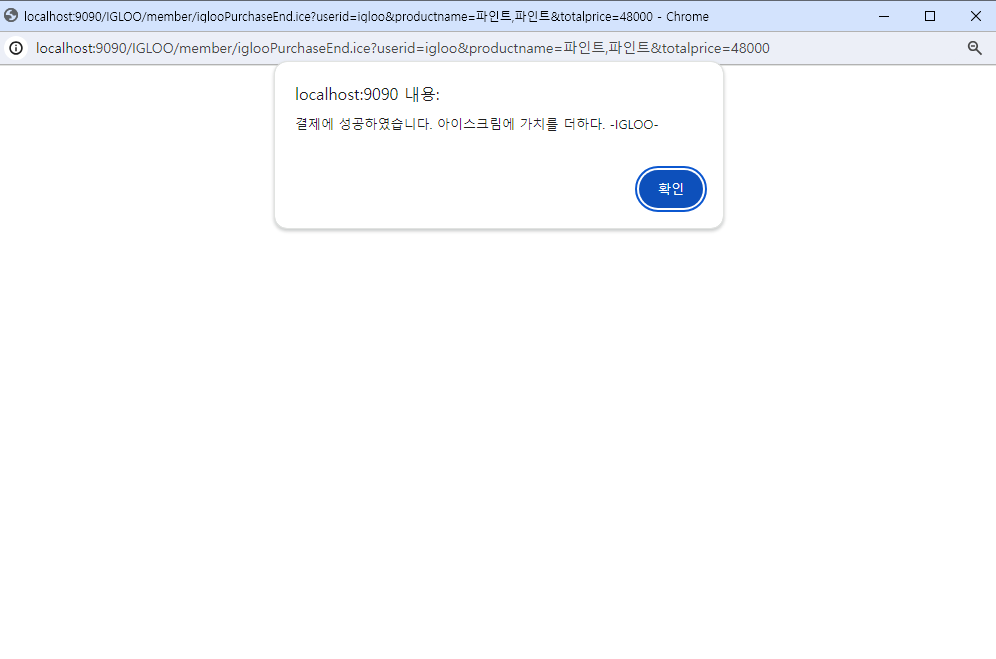 localhost:9090/IGLOO/member/iglooPurchaseEnd.ice?userid=igloo&productname=파인트,파인트&totalprice=48000 - Chrome
localhost:9090/IGLOO/member/iglooPurchaseEnd.ice?userid=igloo&productname=파인트,파인트&totalprice=48000
localhost:9090 내용:
결제에 성공하였습니다. 아이스크림에 가치를 더하다. -IGLOO-
확인